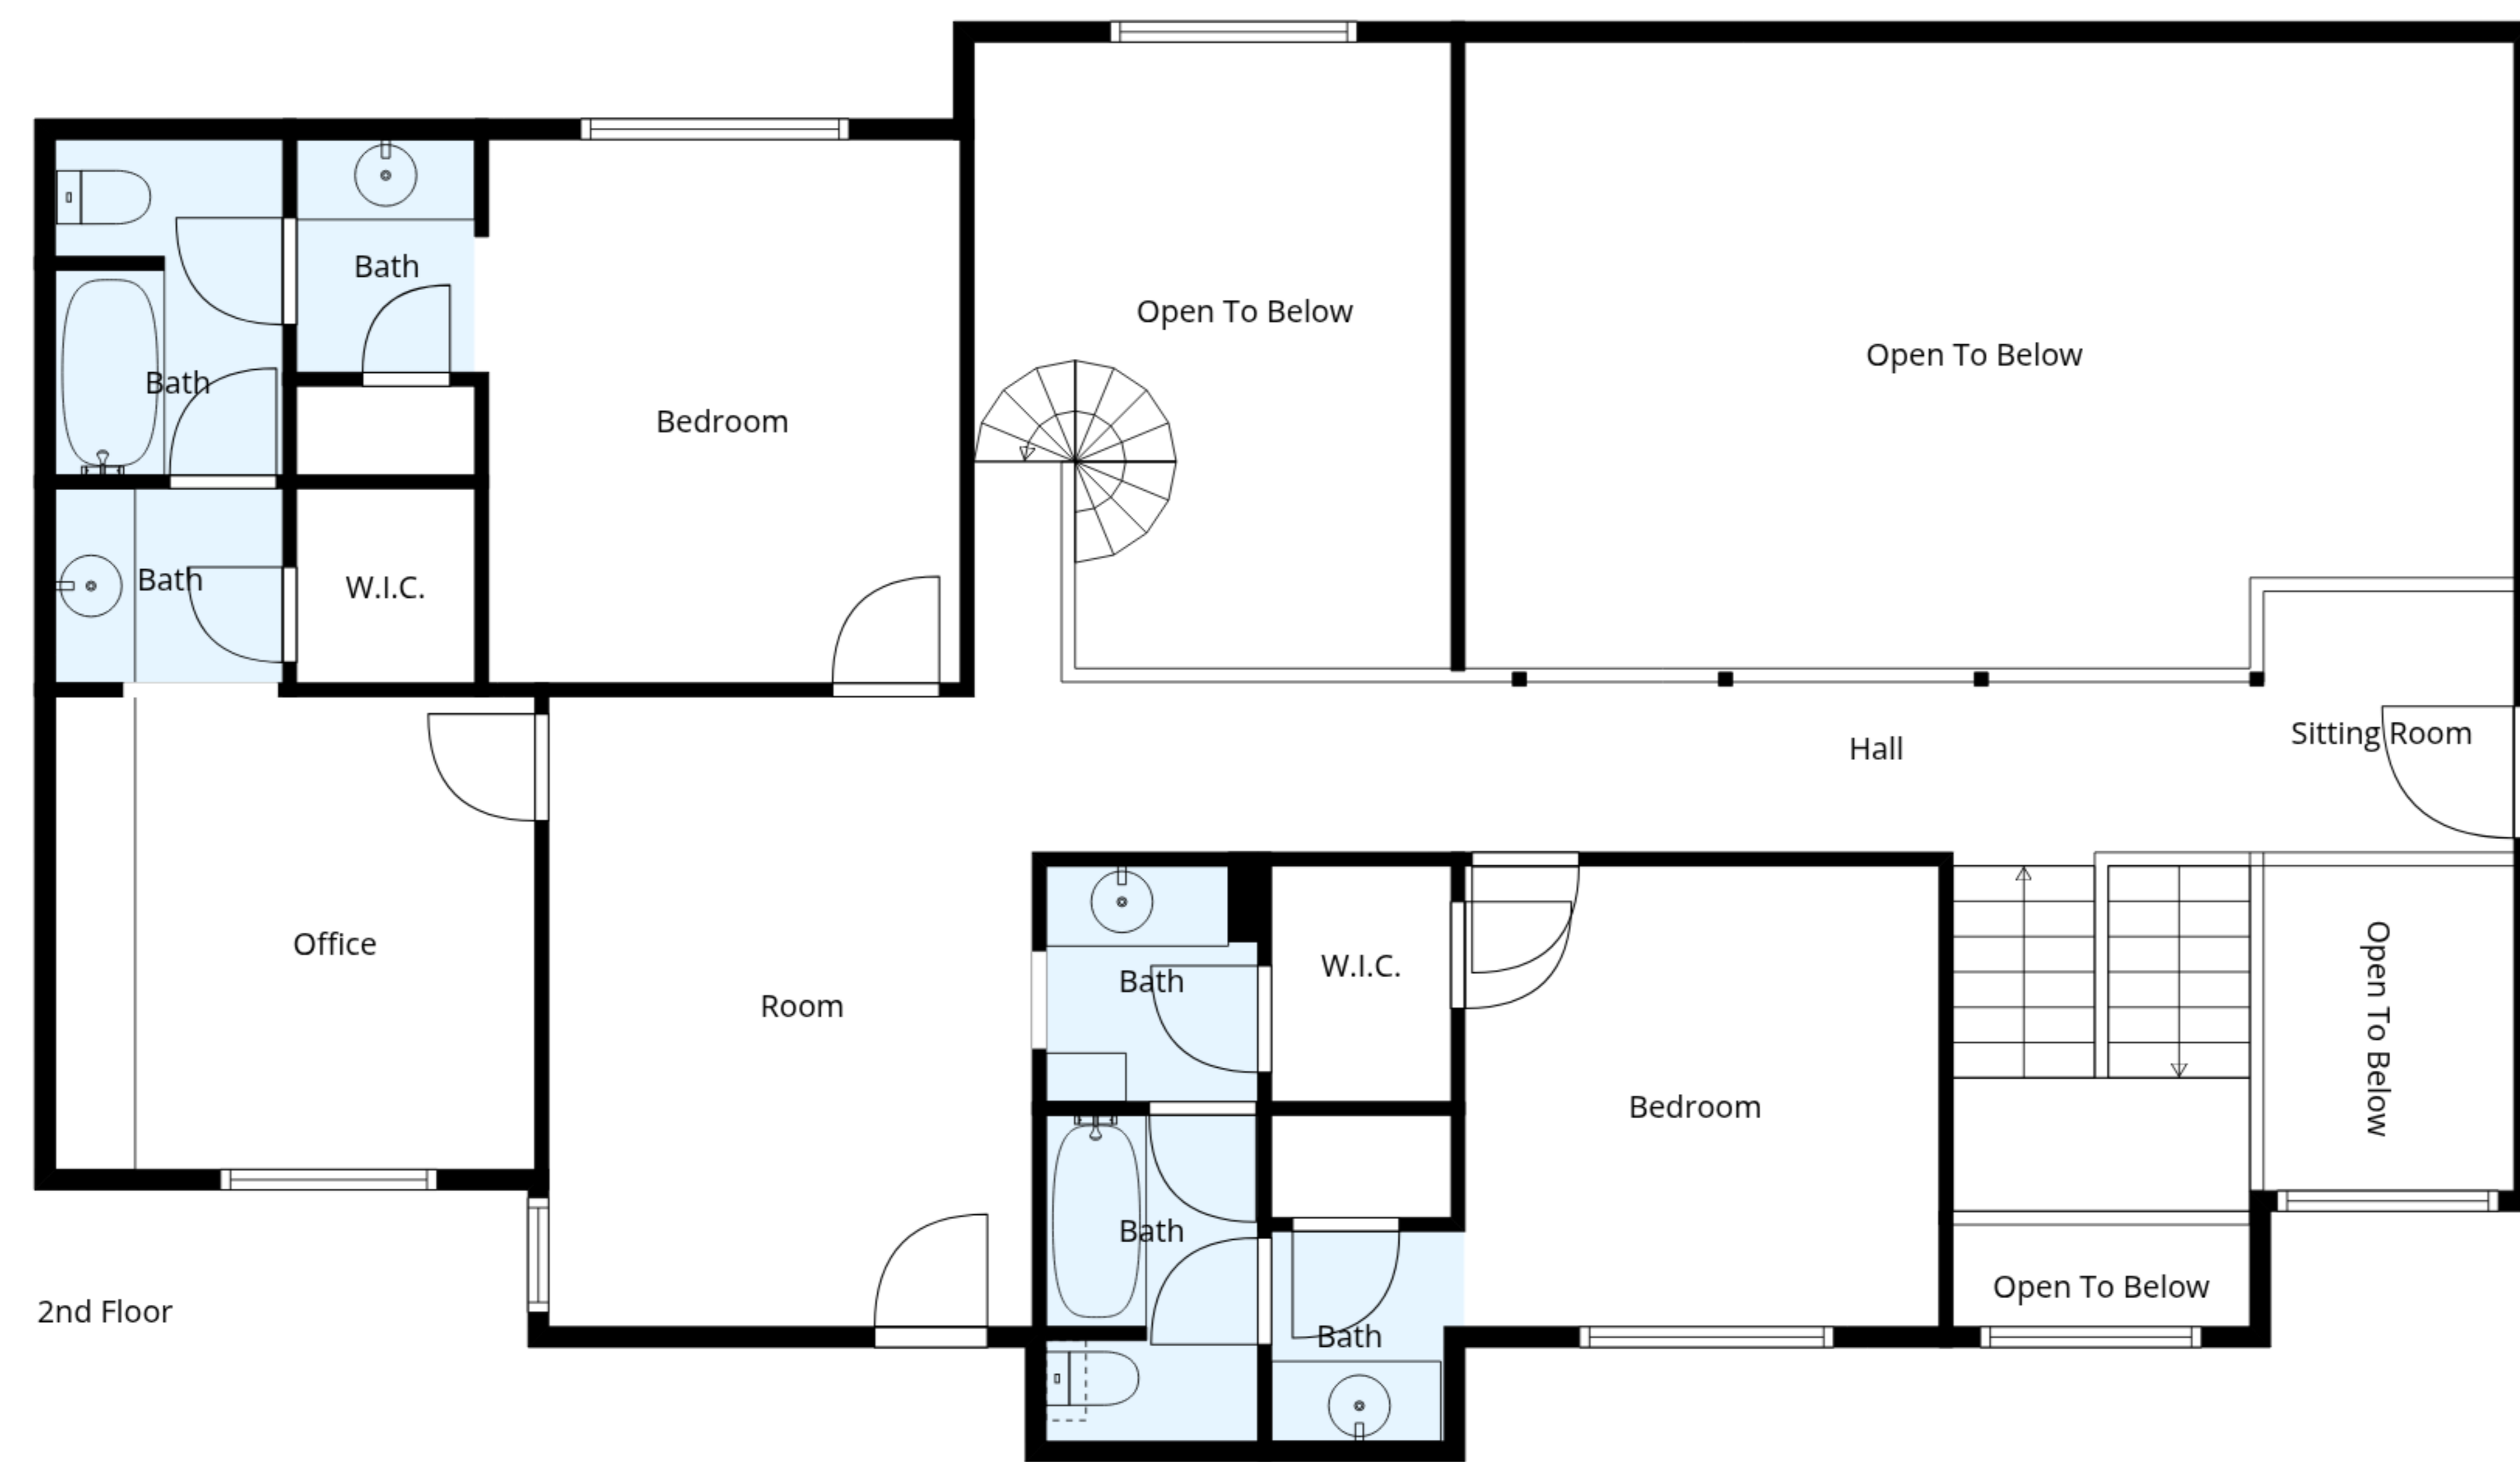 Bath
Open To Below
Open To Below
Bath
Bedroom
Bath
W.I.C.
Hall
Sitting Room
Office
Bath
W.I.C.
Open To Below
Room
Bedroom
Bath
Open To Below
2nd Floor
Bath